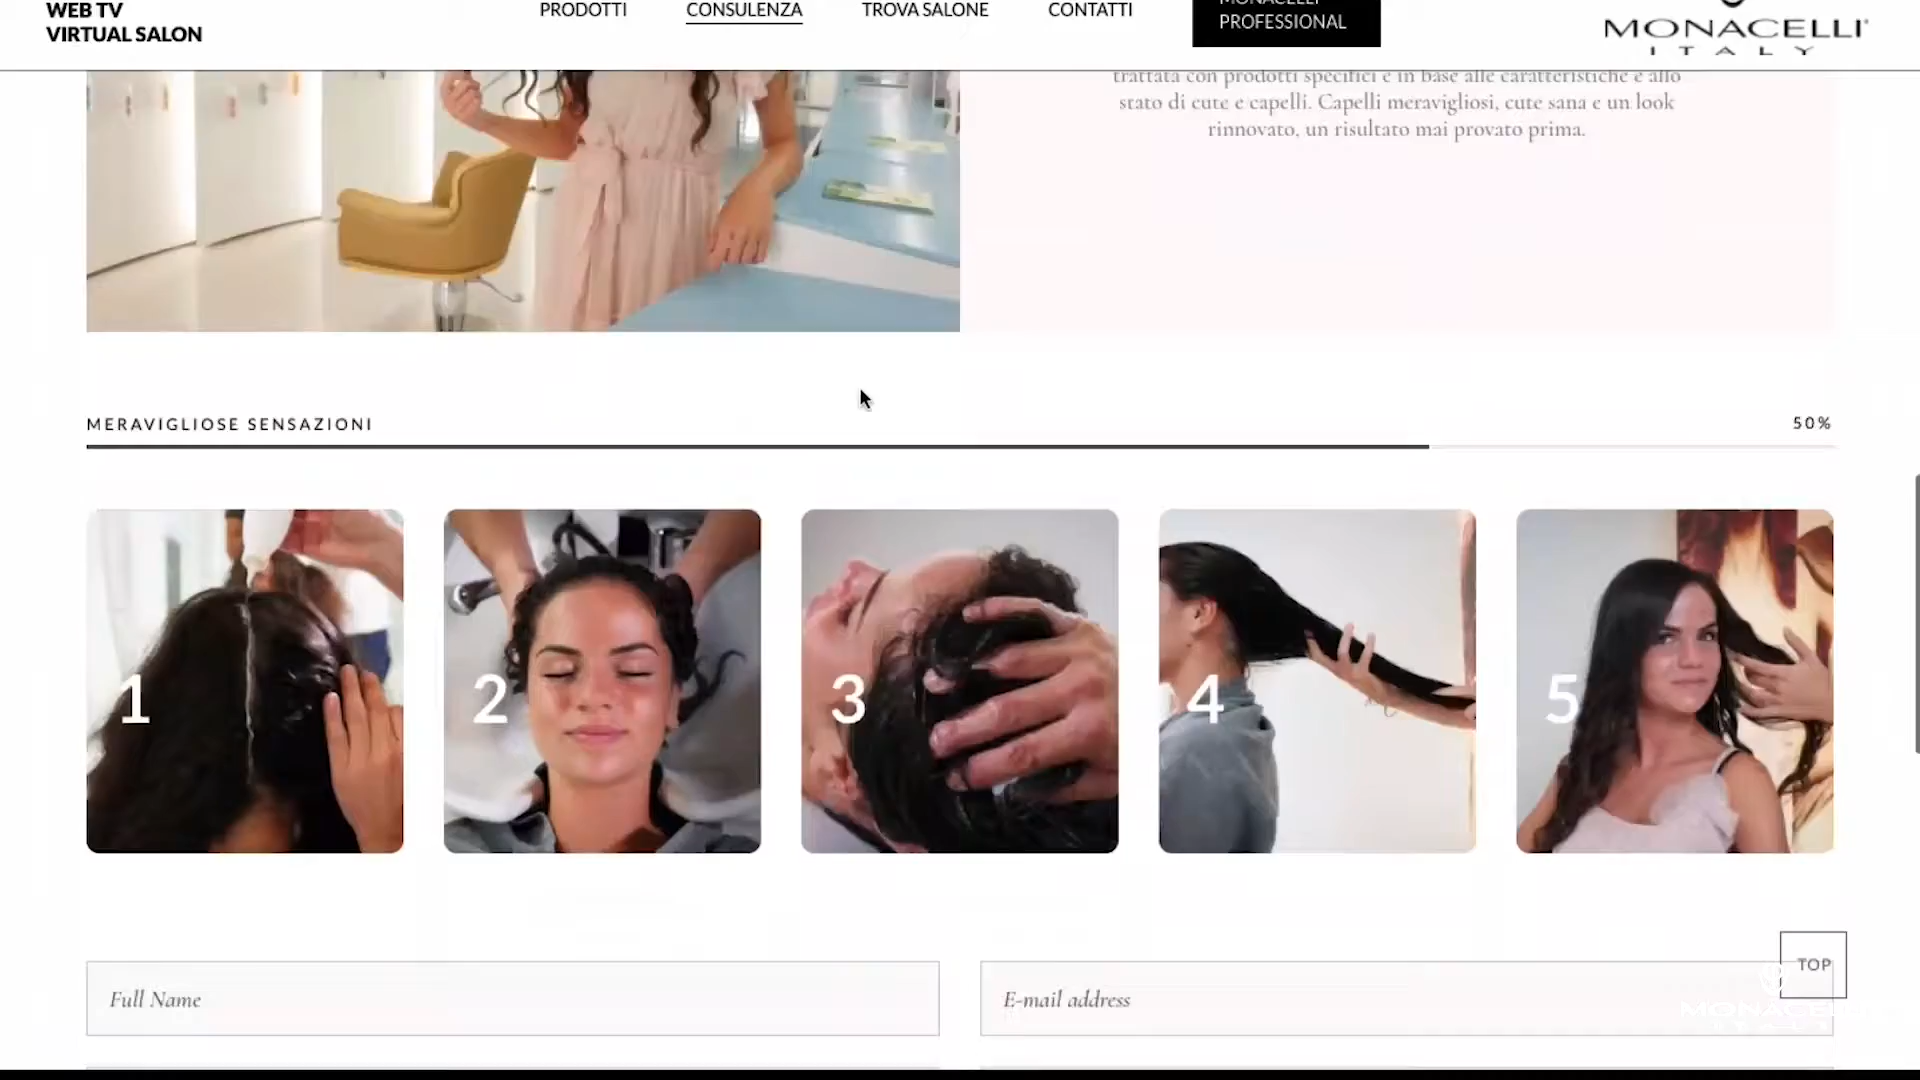 WEB TV
VIRTUAL SALON
PRODOTTI
CONSULENZA
TROVA SALONE
CONTATTI
MONACELLI
PROFESSIONAL
MONACELLI
ITALY
trattata con prodotti specifici e in base alle caratteristiche e allo
stato di cute e capelli. Capelli meravigliosi, cute sana e un look
rinnovato, un risultato mai provato prima.
MERAVIGLIOSE SENSAZIONI
50%
1
2
3
4
5
TOP
Full Name
E-mail address